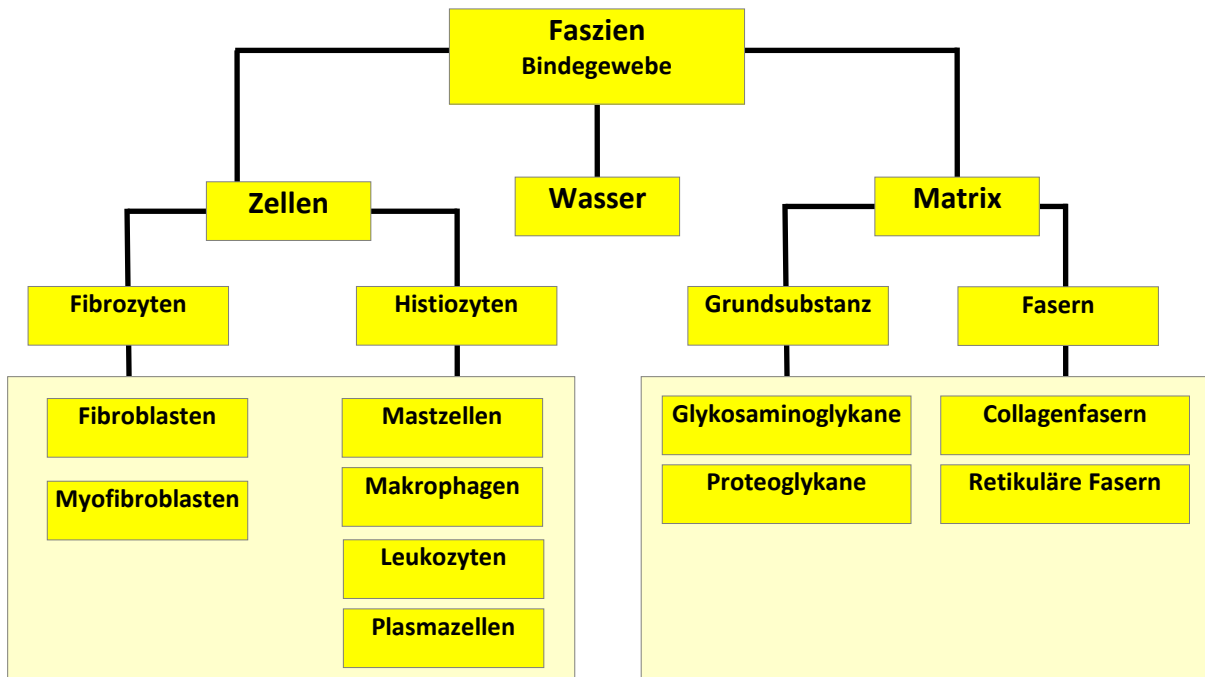 Faszien
Bindegewebe
Zellen
Wasser
Matrix
Fibrozyten
Histiozyten
Grundsubstanz
Fasern
Fibroblasten
Mastzellen
Glykosaminoglykane
Collagenfasern
Myofibroblasten
Makrophagen
Proteoglykane
Retikuläre Fasern
Leukozyten
Plasmazellen